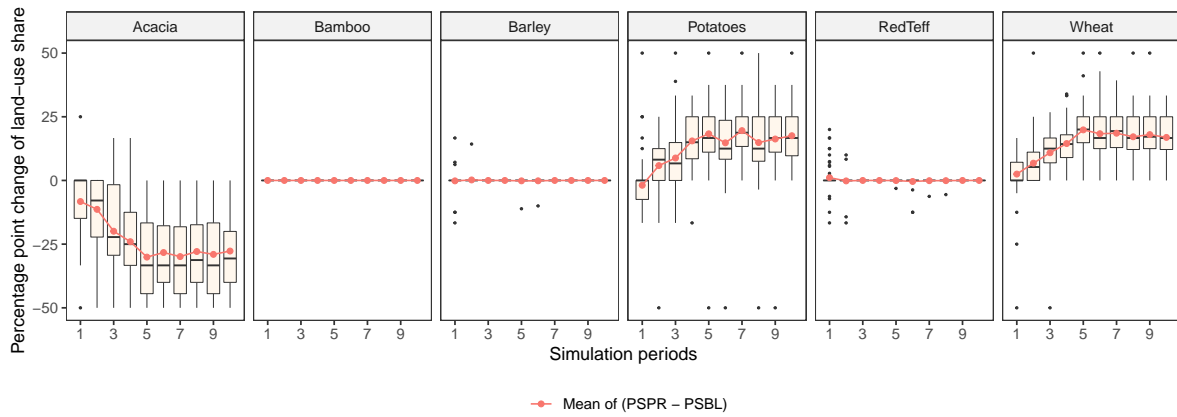 Acacia Bamboo Barley Potatoes RedTeff Wheat
Percentage point change of land−use share
50
25
0
−25
−50
1 3 5 7 9 1 3 5 7 9 1 3 5 7 9 1 3 5 7 9 1 3 5 7 9 1 3 5 7 9
Simulation periods
Mean of (PSPR − PSBL)